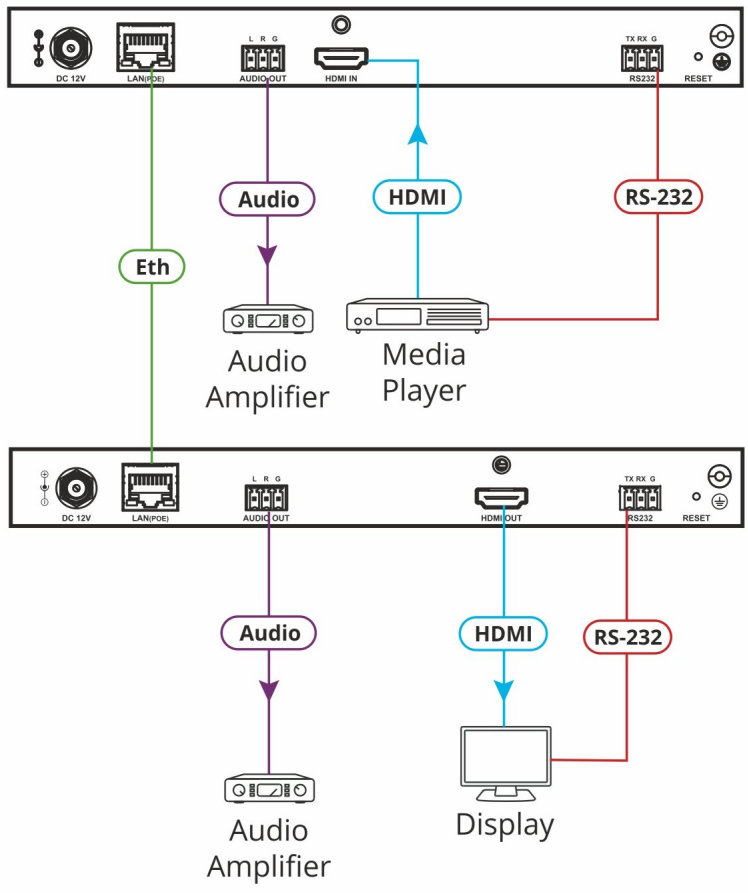 L R G
TX RX G
DC 12V
LAN(POE)
AUDIO OUT
HDMI IN
RS232
RESET
Audio
HDMI
RS-232
Eth
Audio
Amplifier
Media
Player
L R G
TX RX G
DC 12V
LAN(POE)
AUDIO OUT
HDMI OUT
RS232
RESET
Audio
HDMI
RS-232
Audio
Amplifier
Display